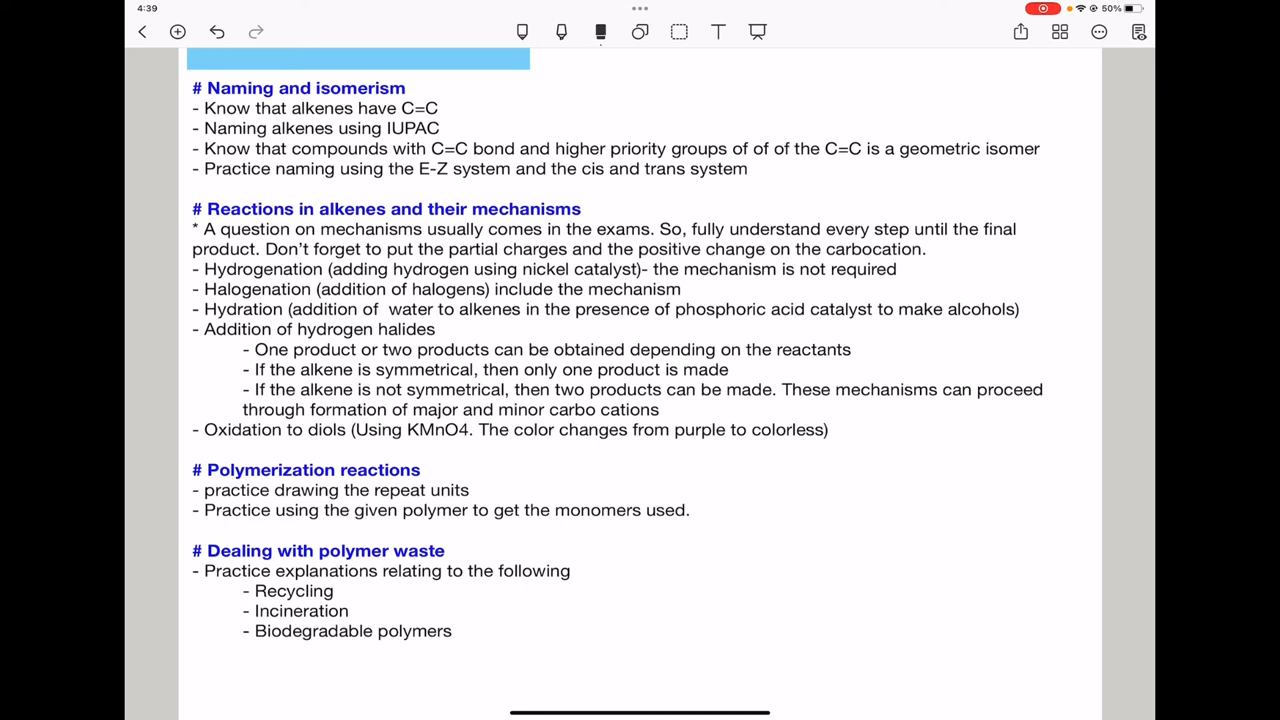 4:39
50%
# Naming and isomerism
- Know that alkenes have C=C
- Naming alkenes using IUPAC
- Know that compounds with C=C bond and higher priority groups of of of the C=C is a geometric isomer
- Practice naming using the E-Z system and the cis and trans system
# Reactions in alkenes and their mechanisms
* A question on mechanisms usually comes in the exams. So, fully understand every step until the final
product. Don’t forget to put the partial charges and the positive change on the carbocation.
- Hydrogenation (adding hydrogen using nickel catalyst)- the mechanism is not required
- Halogenation (addition of halogens) include the mechanism
- Hydration (addition of  water to alkenes in the presence of phosphoric acid catalyst to make alcohols)
- Addition of hydrogen halides
- One product or two products can be obtained depending on the reactants
- If the alkene is symmetrical, then only one product is made
- If the alkene is not symmetrical, then two products can be made. These mechanisms can proceed
through formation of major and minor carbo cations
- Oxidation to diols (Using KMnO4. The color changes from purple to colorless)
# Polymerization reactions
- practice drawing the repeat units
- Practice using the given polymer to get the monomers used.
# Dealing with polymer waste
- Practice explanations relating to the following
- Recycling
- Incineration
- Biodegradable polymers